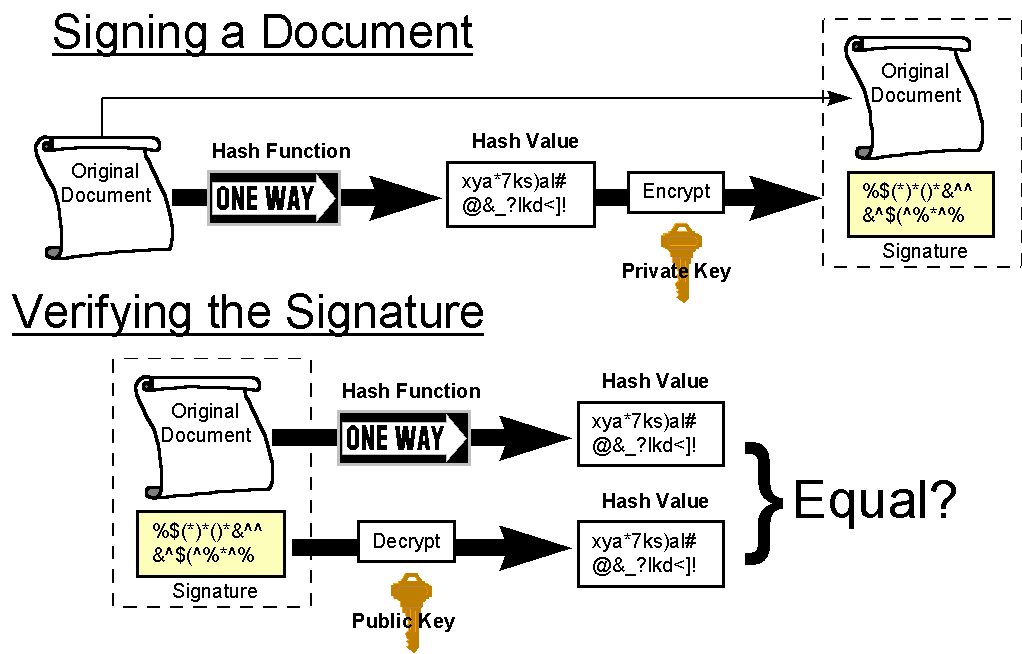 Signing a Document
Original
Document
Hash Function
ONE WAY
Hash Value
xya*7ks)al#
@&_?lkd<]!
Encrypt
Private Key
Original
Document
%$(*)*()*&^^
&^$(^%*^%
Signature
Verifying the Signature
Original
Document
%$(*)*()*&^^
&^$(^%*^%
Signature
Hash Function
ONE WAY
Hash Value
xya*7ks)al#
@&_?lkd<]!
Decrypt
Public Key
Hash Value
xya*7ks)al#
@&_?lkd<]!
Equal?